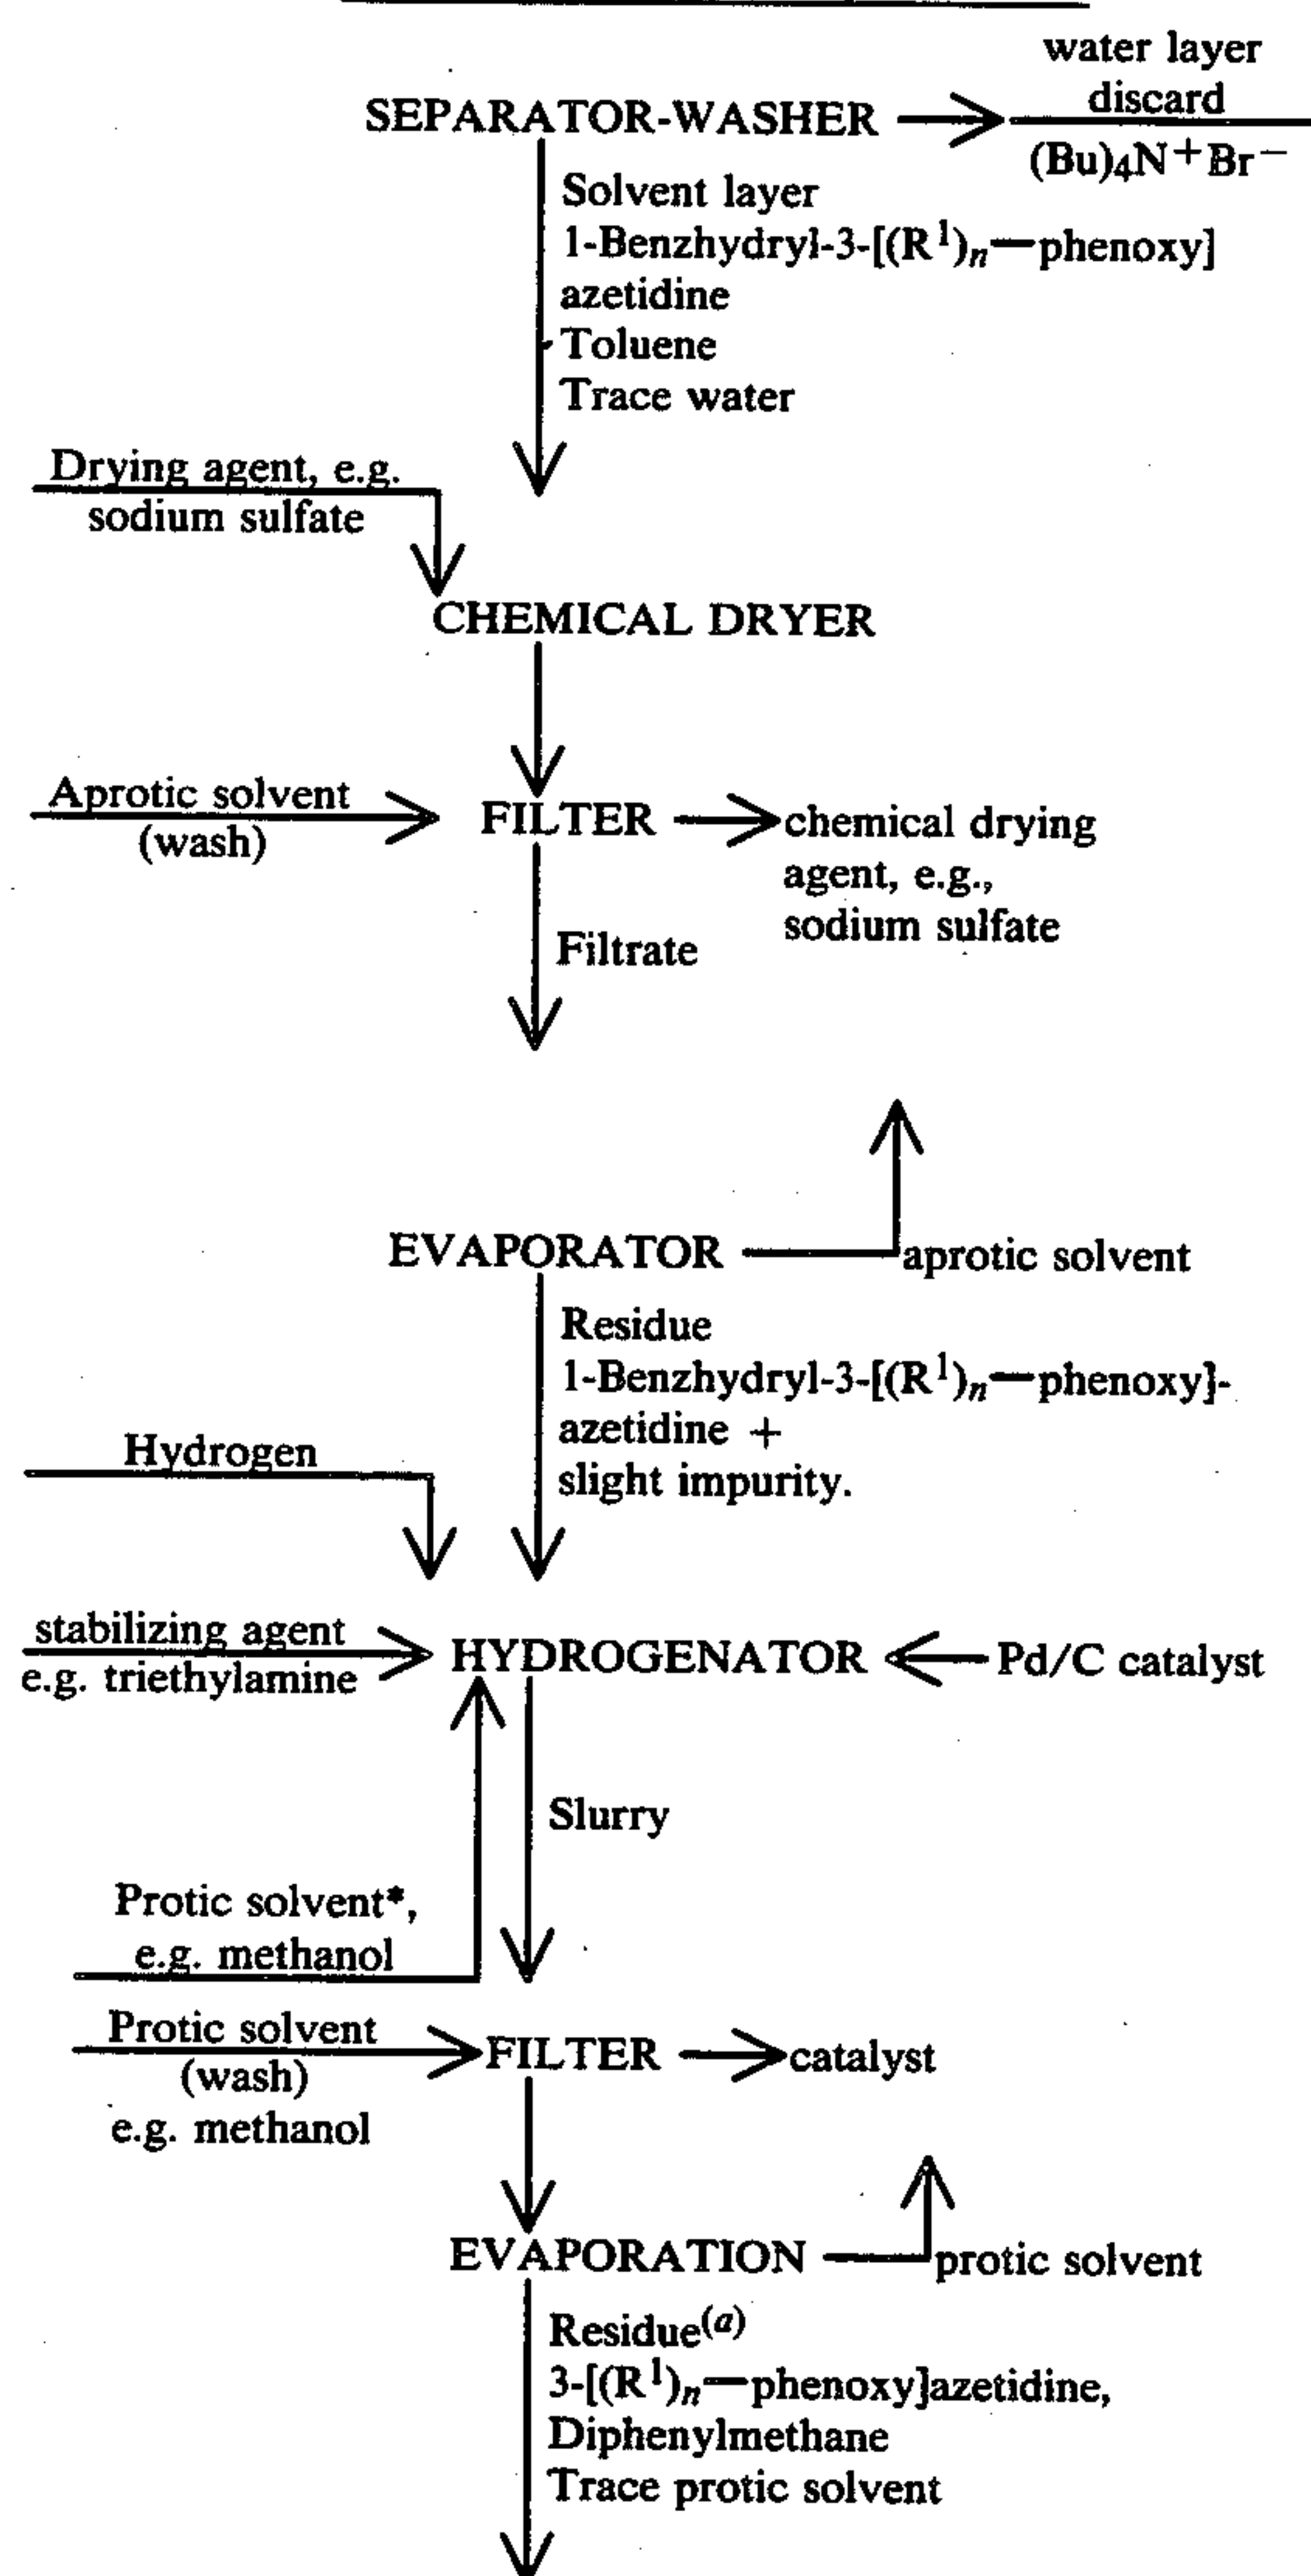 water layer
discard
SEPARATOR-WASHER
(Bu)₄N⁺Br⁻
Solvent layer
1-Benzhydryl-3-[(R¹)ₙ—phenoxy]
azetidine
Toluene
Trace water
Drying agent, e.g.
sodium sulfate
CHEMICAL DRYER
Aprotic solvent
(wash)
FILTER
chemical drying
agent, e.g.,
sodium sulfate
Filtrate
EVAPORATOR
aprotic solvent
Residue
1-Benzhydryl-3-[(R¹)ₙ—phenoxy]-
azetidine +
slight impurity.
Hydrogen
stabilizing agent
e.g. triethylamine
HYDROGENATOR
Pd/C catalyst
Slurry
Protic solvent*,
e.g. methanol
Protic solvent
(wash)
e.g. methanol
FILTER
catalyst
EVAPORATION
protic solvent
Residue⁽ᵃ⁾
3-[(R¹)ₙ—phenoxy]azetidine,
Diphenylmethane
Trace protic solvent